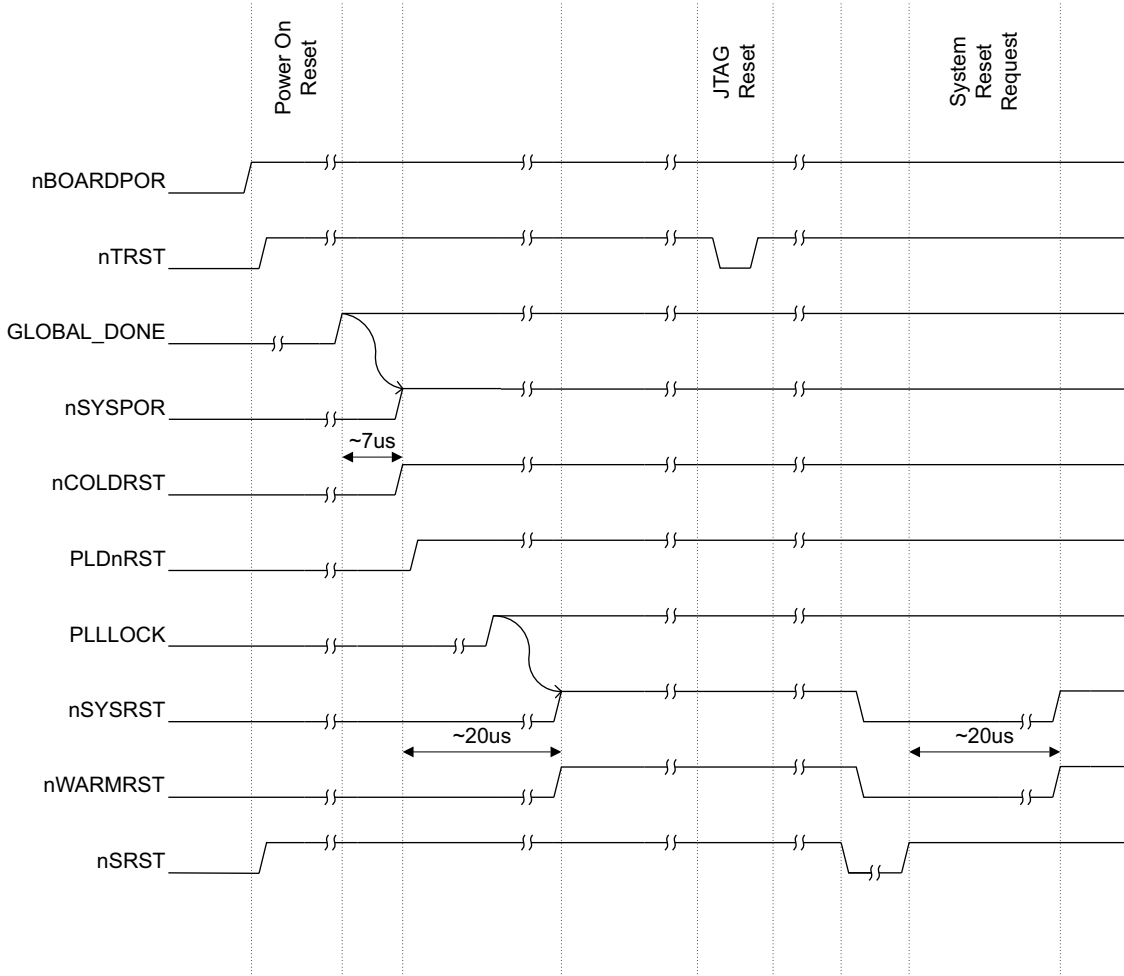 Power On
Reset
JTAG
Reset
System
Reset
Request
nBOARDPOR
nTRST
GLOBAL_DONE
nSYSPOR
~7us
nCOLDRST
PLDnRST
PLLLOCK
nSYSRST
~20us
~20us
nWARMRST
nSRST